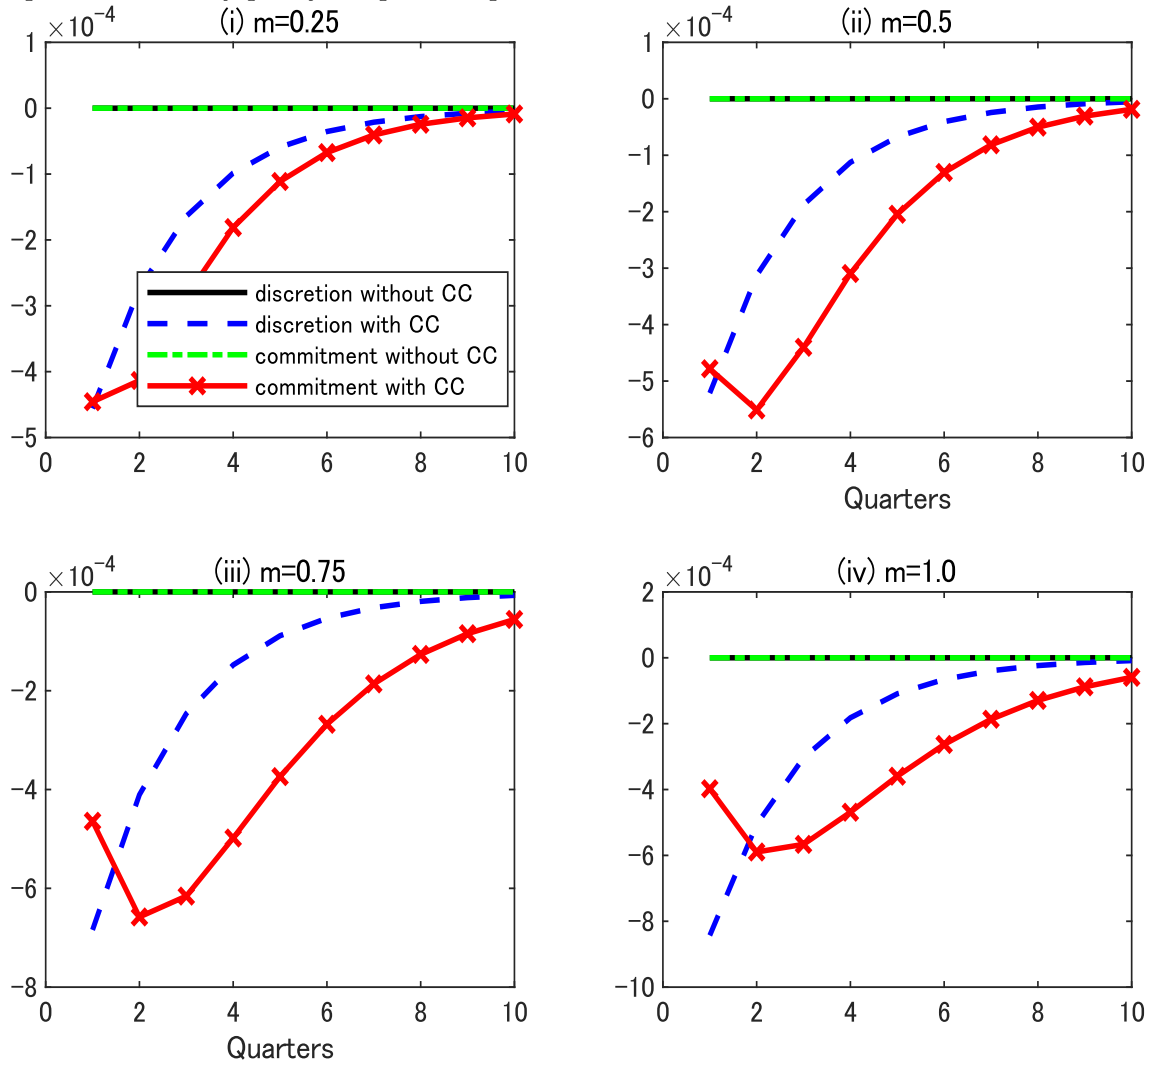 ×10⁻⁴
(i) m=0.25
1
0
−1
−2
−3
−4
−5
discretion without CC
discretion with CC
commitment without CC
commitment with CC
0 2 4 6 8 10
×10⁻⁴
(ii) m=0.5
1
0
−1
−2
−3
−4
−5
−6
0 2 4 6 8 10
Quarters
×10⁻⁴
(iii) m=0.75
0
−2
−4
−6
−8
0 2 4 6 8 10
Quarters
×10⁻⁴
(iv) m=1.0
2
0
−2
−4
−6
−8
−10
0 2 4 6 8 10